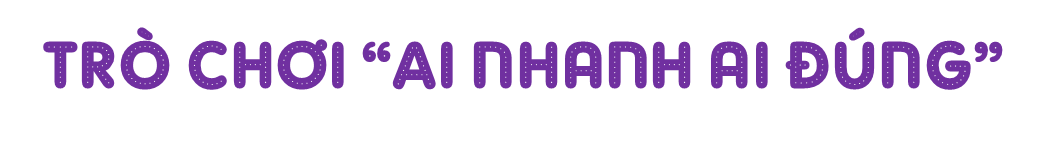 TRÒ CHƠI “AI NHANH AI ĐÚNG”